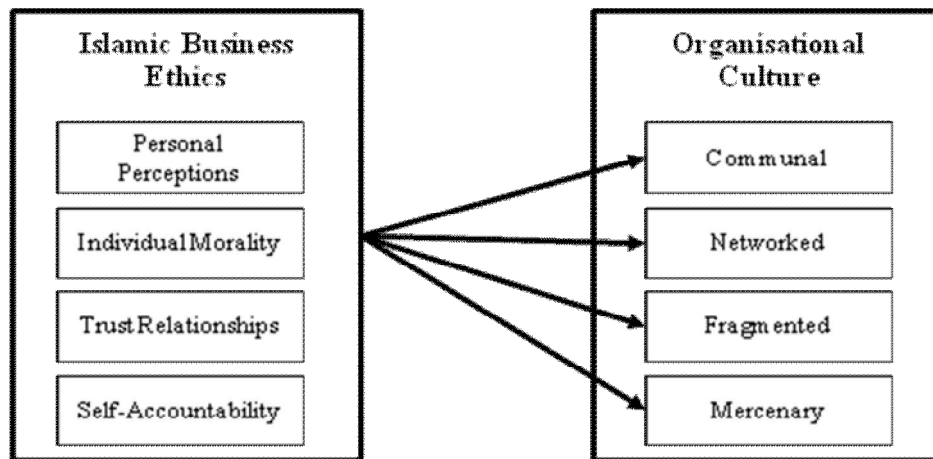 Islamic Business
Ethics
Personal
Perceptions
Individual Morality
Trust Relationships
Self-Accountability
Organisational
Culture
Communal
Networked
Fragmented
Mercenary